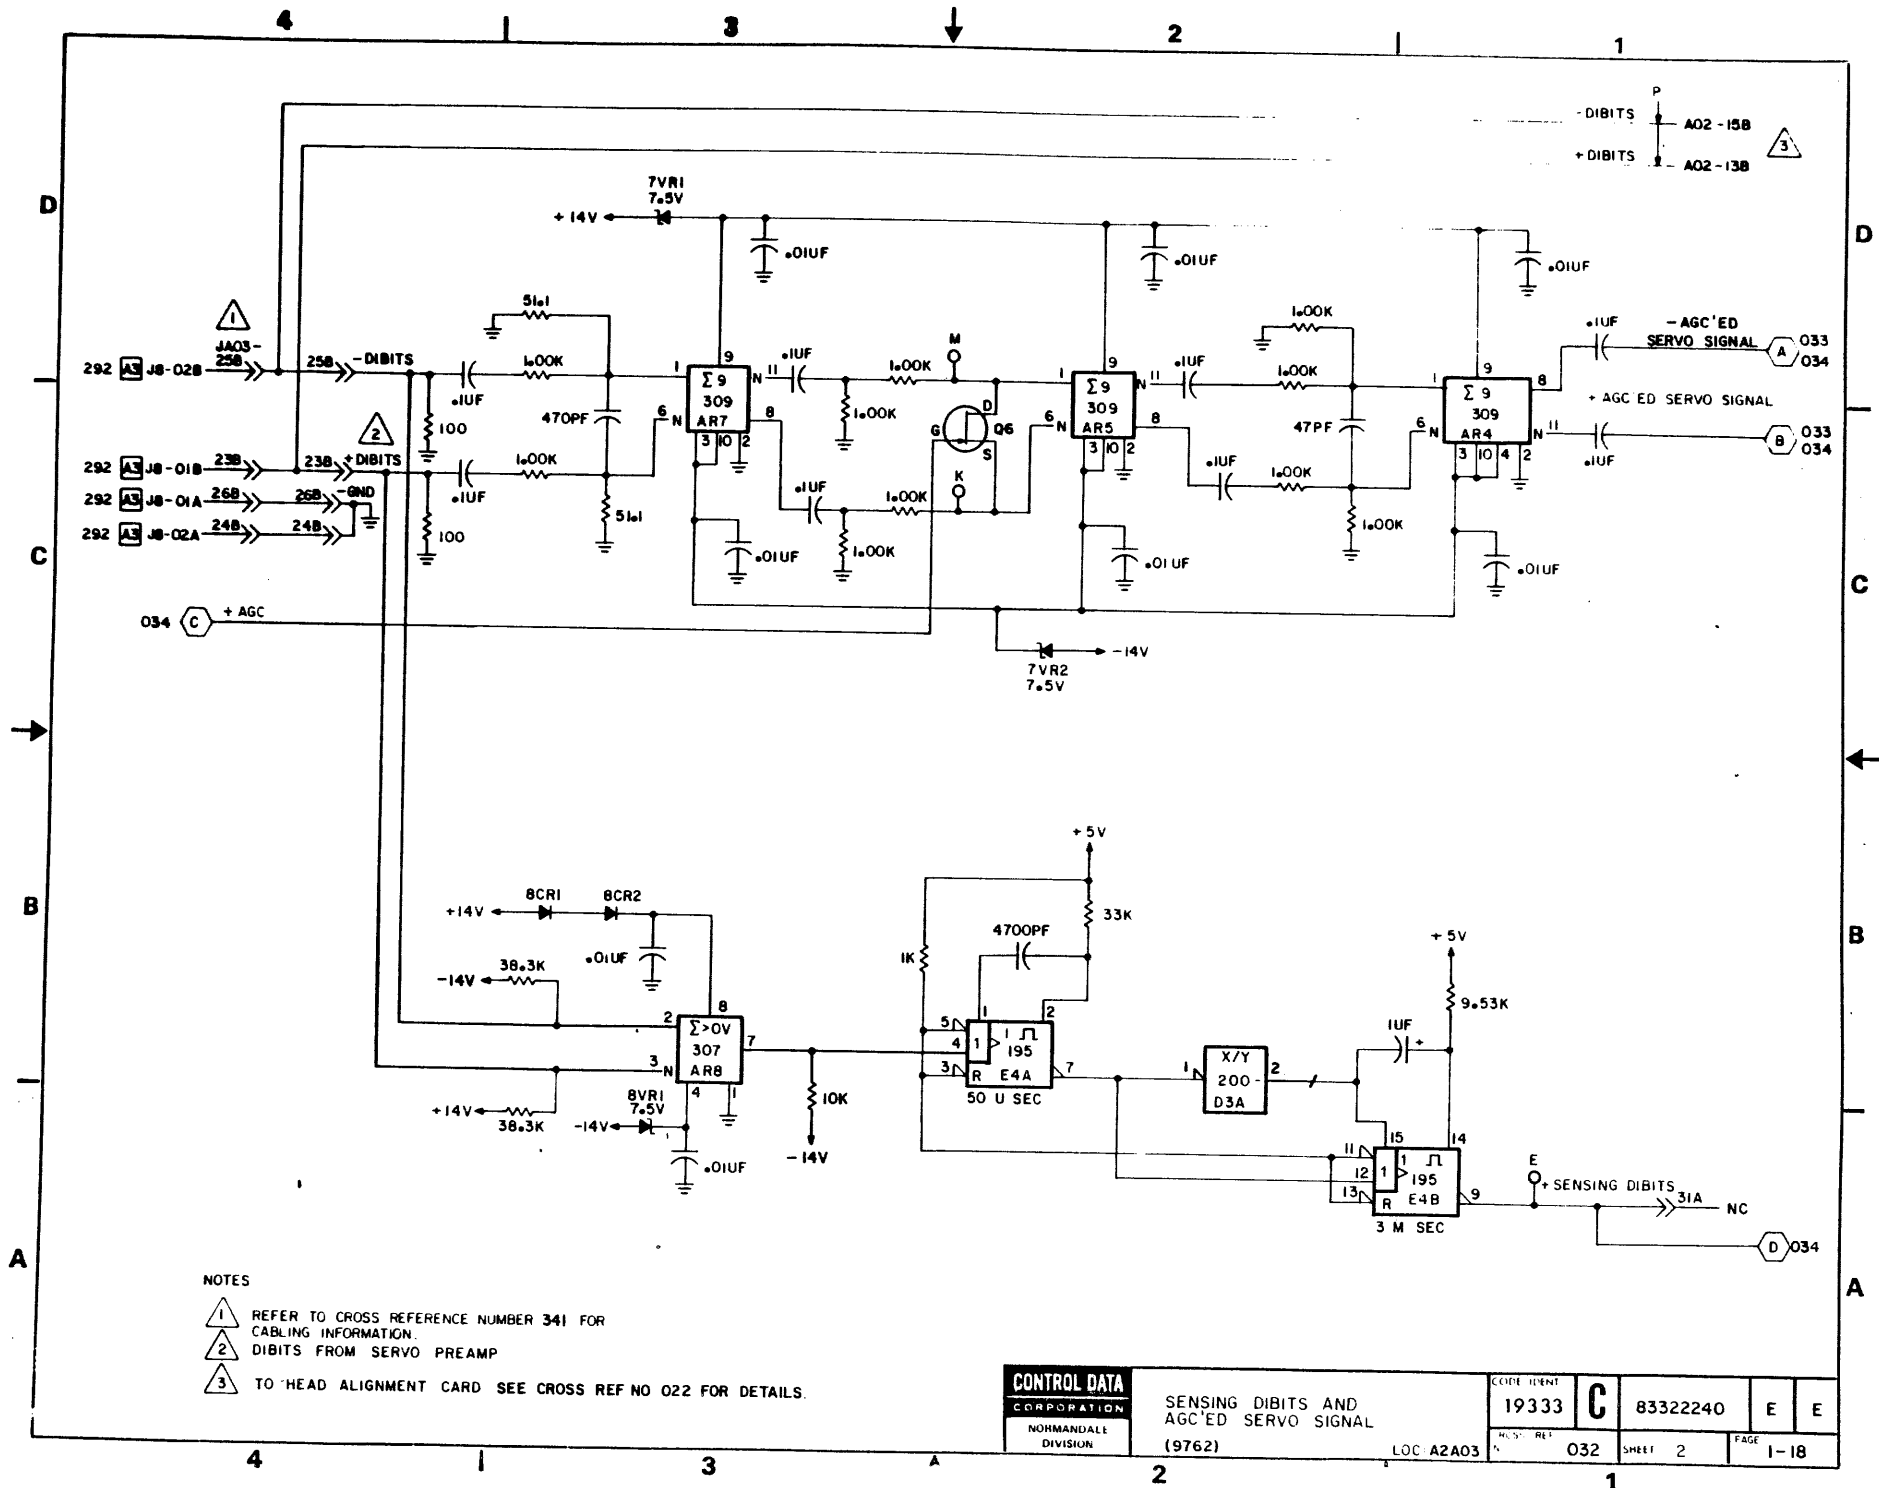 4 3 2 1
P
-DIBITS A02-15B
3
+DIBITS A02-13B
7VR1
7.5V
D
+14V
.01UF
.01UF
.01UF
D
1
JA03-
292 A3 J8-02B 25B 25B -DIBITS
51.1
.1UF
1.00K
100
470PF
1 9 N 11
Σ9
309
AR7
6 N 8
3 10 2
.1UF
1.00K
1.00K
M
D
G Q6
S
K
1 9 N 11
Σ9
309
AR5
6 N 8
3 10 2
.1UF
1.00K
1.00K
47PF
1 9 8
Σ9
309
AR4
6 N N 11
3 10 4 2
.1UF
-AGC'ED
SERVO SIGNAL
A 033
034
+ AGC'ED SERVO SIGNAL
B 033
034
.1UF
2
292 A3 J8-01B 23B 23B +DIBITS
292 A3 J8-01A 26B 26B -GND
292 A3 J8-02A 24B 24B
.1UF
1.00K
51.1
100
.01UF
.1UF
1.00K
1.00K
.01UF
.1UF
1.00K
1.00K
.01UF
C
C
034 C + AGC
-14V
7VR2
7.5V
+5V
33K
4700PF
1K
B
8CR1 8CR2
+14V
.01UF
38.3K
-14V
8
2 Σ>0V 7
307
3 N AR8
4 1
+14V
38.3K
8VR1
7.5V
-14V
.01UF
10K
-14V
1 2
5 1
4 1 195
3 R E4A 7
50 U SEC
X/Y
1 200 2
D3A
+5V
9.53K
1UF +
B
15 14
11 1
12 1 195
13 R E4B 9
3 M SEC
E
+ SENSING DIBITS
31A NC
D 034
A
A
NOTES
1 REFER TO CROSS REFERENCE NUMBER 341 FOR
CABLING INFORMATION.
2 DIBITS FROM SERVO PREAMP
3 TO HEAD ALIGNMENT CARD SEE CROSS REF NO 022 FOR DETAILS.
CONTROL DATA
CORPORATION
NORMANDALE
DIVISION
SENSING DIBITS AND
AGC'ED SERVO SIGNAL
(9762)
LOC: A2A03
CODE IDENT
19333 C 83322240 E E
032 SHEET 2 PAGE 1-18
4 3 A 2 1